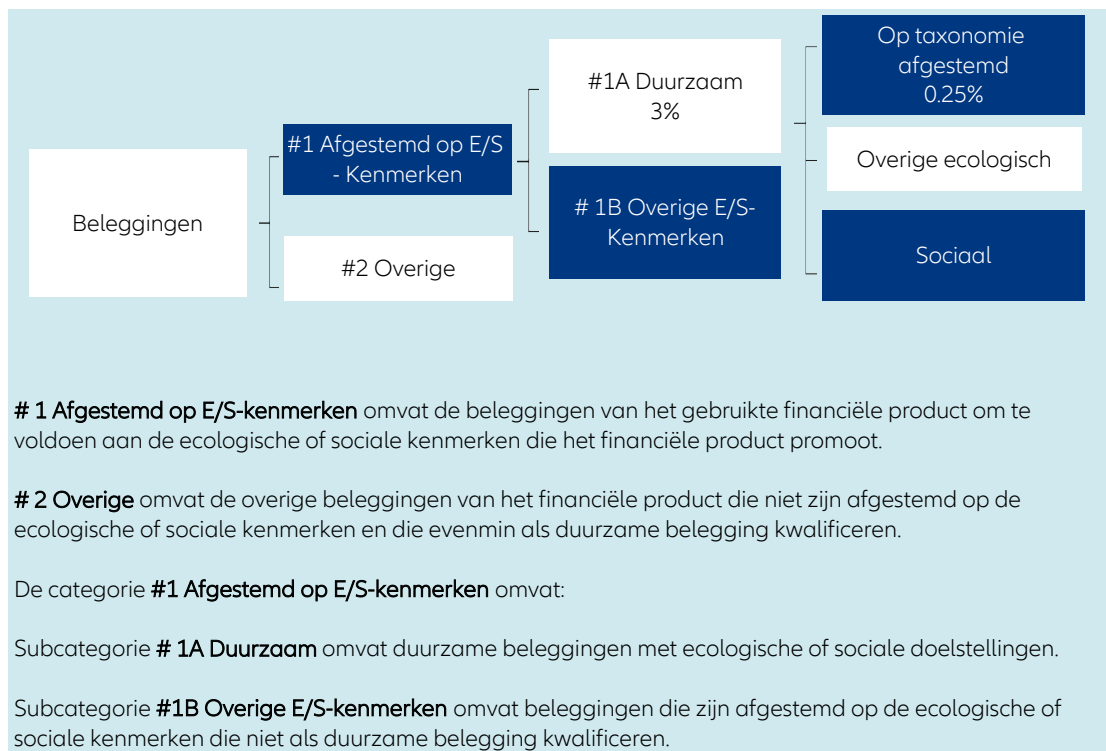 Beleggingen
#1 Afgestemd op E/S
- Kenmerken
#2 Overige
#1A Duurzaam
3%
# 1B Overige E/S-
Kenmerken
Op taxonomie
afgestemd
0.25%
Overige ecologisch
Sociaal
# 1 Afgestemd op E/S-kenmerken omvat de beleggingen van het gebruikte financiële product om te
voldoen aan de ecologische of sociale kenmerken die het financiële product promoot.
# 2 Overige omvat de overige beleggingen van het financiële product die niet zijn afgestemd op de
ecologische of sociale kenmerken en die evenmin als duurzame belegging kwalificeren.
De categorie #1 Afgestemd op E/S-kenmerken omvat:
Subcategorie # 1A Duurzaam omvat duurzame beleggingen met ecologische of sociale doelstellingen.
Subcategorie #1B Overige E/S-kenmerken omvat beleggingen die zijn afgestemd op de ecologische of
sociale kenmerken die niet als duurzame belegging kwalificeren.